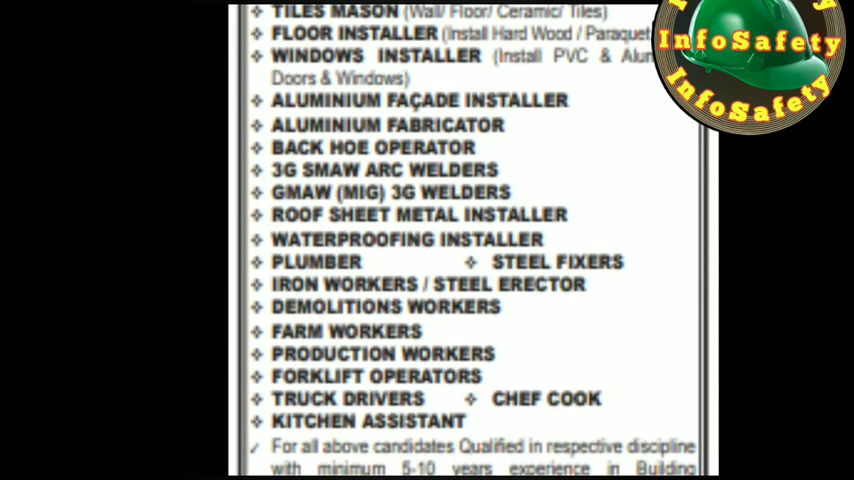 TILES MASON (Wall/ Floor/ Ceramic/ Tiles)
FLOOR INSTALLER (Install Hard Wood / Paraquet
WINDOWS INSTALLER (Install PVC &
Doors & Windows)
ALUMINIUM FAÇADE INSTALLER
ALUMINIUM FABRICATOR
BACK HOE OPERATOR
3G SMAW ARC WELDERS
GMAW (MIG) 3G WELDERS
ROOF SHEET METAL INSTALLER
WATERPROOFING INSTALLER
PLUMBER STEEL FIXERS
IRON WORKERS / STEEL ERECTOR
DEMOLITIONS WORKERS
FARM WORKERS
PRODUCTION WORKERS
FORKLIFT OPERATORS
TRUCK DRIVERS CHEF COOK
KITCHEN ASSISTANT
For all above candidates Qualified in respective discipline
with minimum 5-10 years experience in Building
InfoSafety
InfoSafety